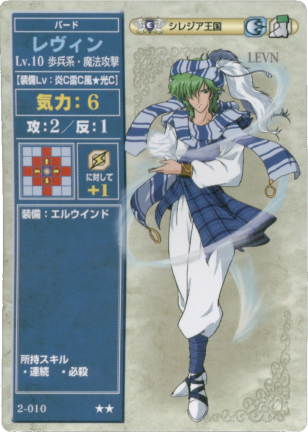 バード
シレジア王国
レヴィン
LEVN
Lv.10 歩兵系・魔法攻撃
【装備Lv:炎C雷C風★光C】
気力:6
攻:2/反:1
に対して
+1
装備:エルウインド
所持スキル
・連続 ・必殺
2-010 ★★